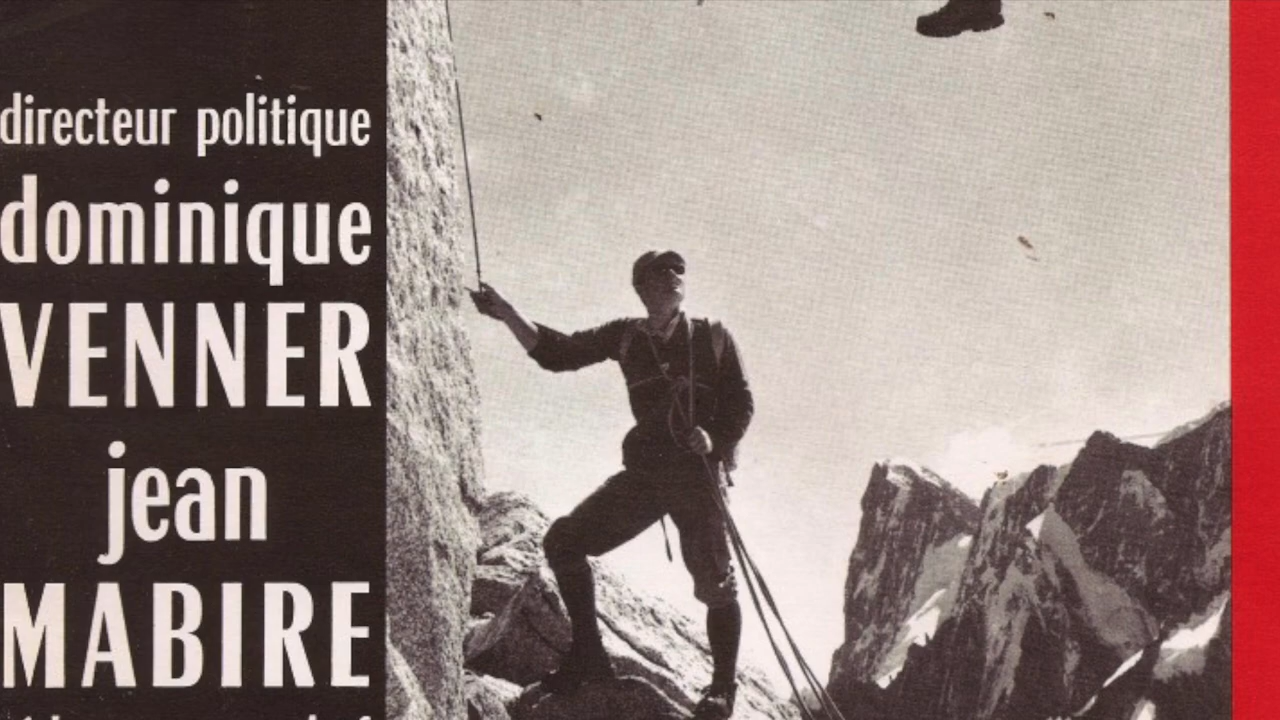 directeur politique
dominique
VENNER
jean
MABIRE